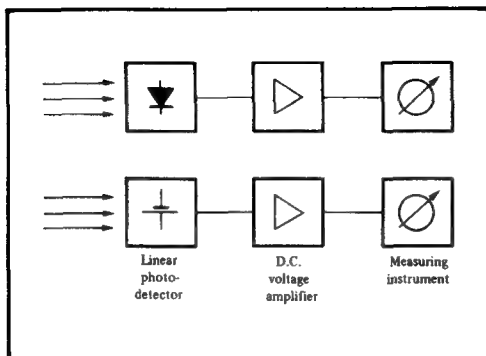 Linear
photo-
detector
D.C.
voltage
amplifier
Measuring
instrument